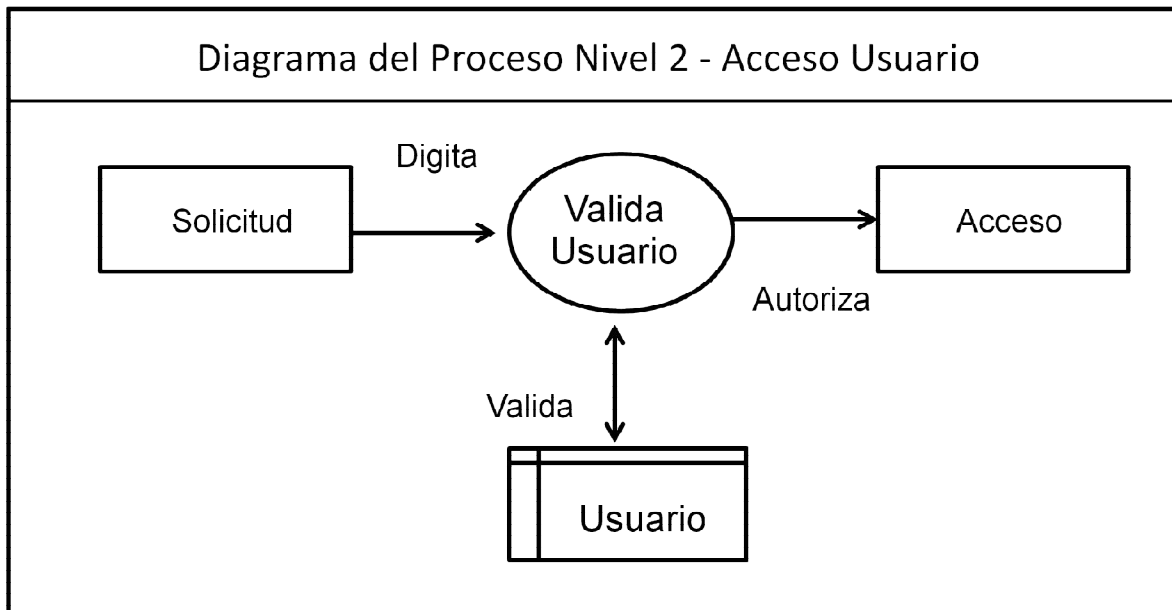 Diagrama del Proceso Nivel 2 - Acceso Usuario
Digita
Solicitud
Valida
Usuario
Acceso
Autoriza
Valida
Usuario